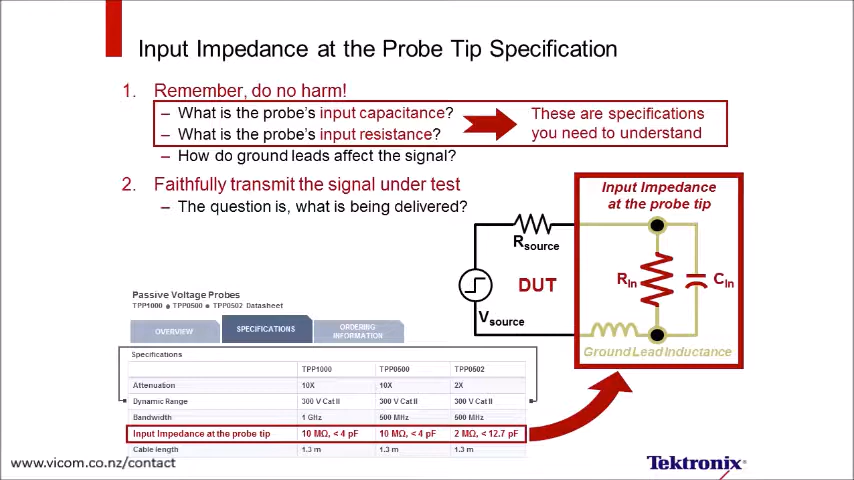 Input Impedance at the Probe Tip Specification
1. Remember, do no harm!
– What is the probe's input capacitance?
– What is the probe's input resistance?
These are specifications
you need to understand
– How do ground leads affect the signal?
2. Faithfully transmit the signal under test
– The question is, what is being delivered?
Input Impedance
at the probe tip
Rsource
DUT
Vsource
Rin
Cin
Ground Lead Inductance
Passive Voltage Probes
TPP1000 ● TPP0500 ● TPP0502 Datasheet
OVERVIEW
SPECIFICATIONS
ORDERING
INFORMATION
Specifications
TPP1000 TPP0500 TPP0502
Attenuation 10X 10X 2X
Dynamic Range 300 V Cat II 300 V Cat II 300 V Cat II
Bandwidth 1 GHz 500 MHz 500 MHz
Input Impedance at the probe tip 10 MΩ, < 4 pF 10 MΩ, < 4 pF 2 MΩ, < 12.7 pF
Cable length 1.3 m 1.3 m 1.3 m
www.vicom.co.nz/contact
Tektronix®